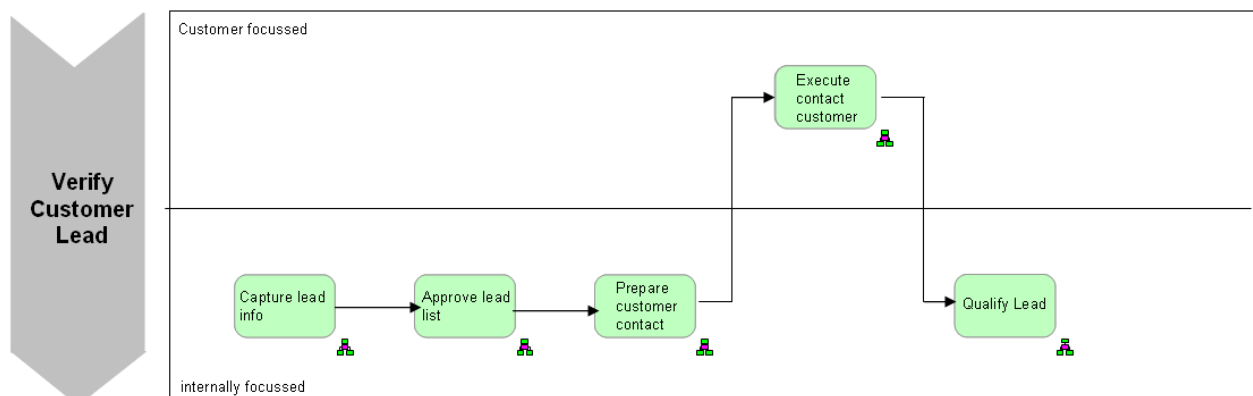 Customer focussed
Execute
contact
customer
Verify
Customer
Lead
Capture lead
info
Approve lead
list
Prepare
customer
contact
Qualify Lead
internally focussed